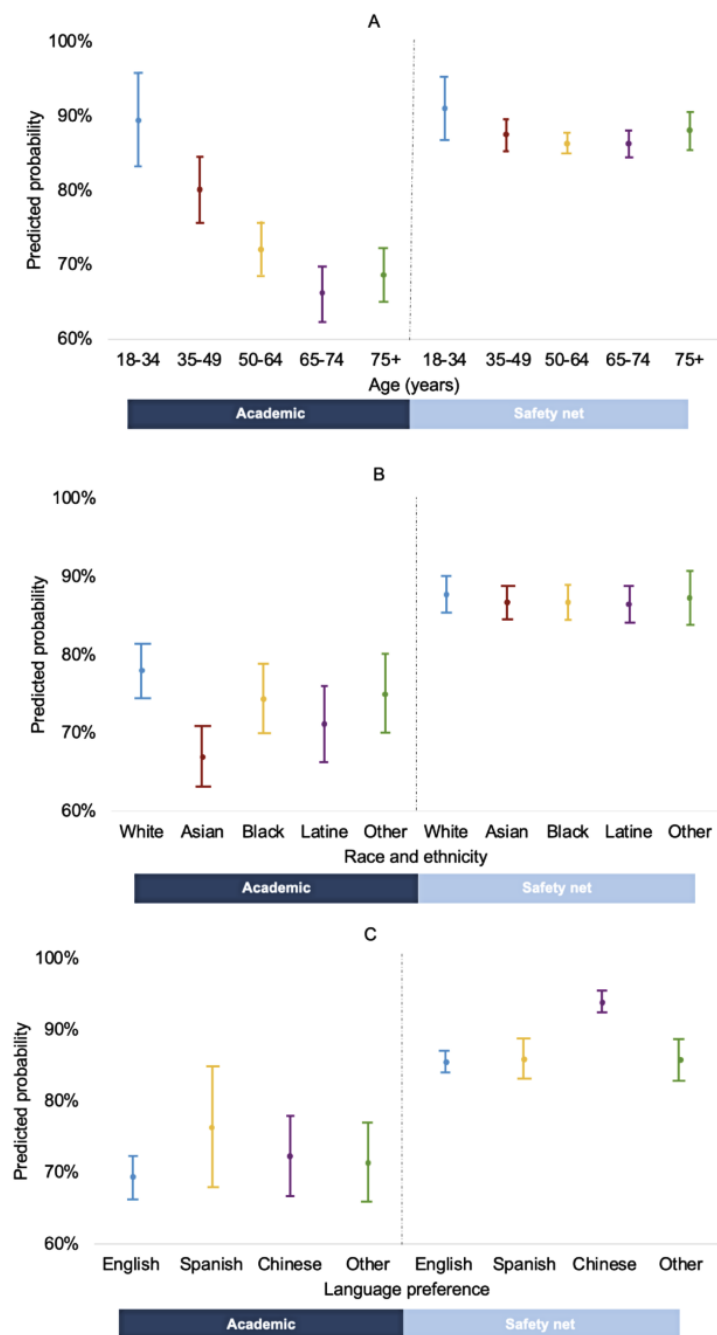 A
100%
90%
80%
70%
60%
Predicted probability
18-34 35-49 50-64 65-74 75+ 18-34 35-49 50-64 65-74 75+
Age (years)
Academic Safety net
B
100%
90%
80%
70%
60%
Predicted probability
White Asian Black Latine Other White Asian Black Latine Other
Race and ethnicity
Academic Safety net
C
100%
90%
80%
70%
60%
Predicted probability
English Spanish Chinese Other English Spanish Chinese Other
Language preference
Academic Safety net